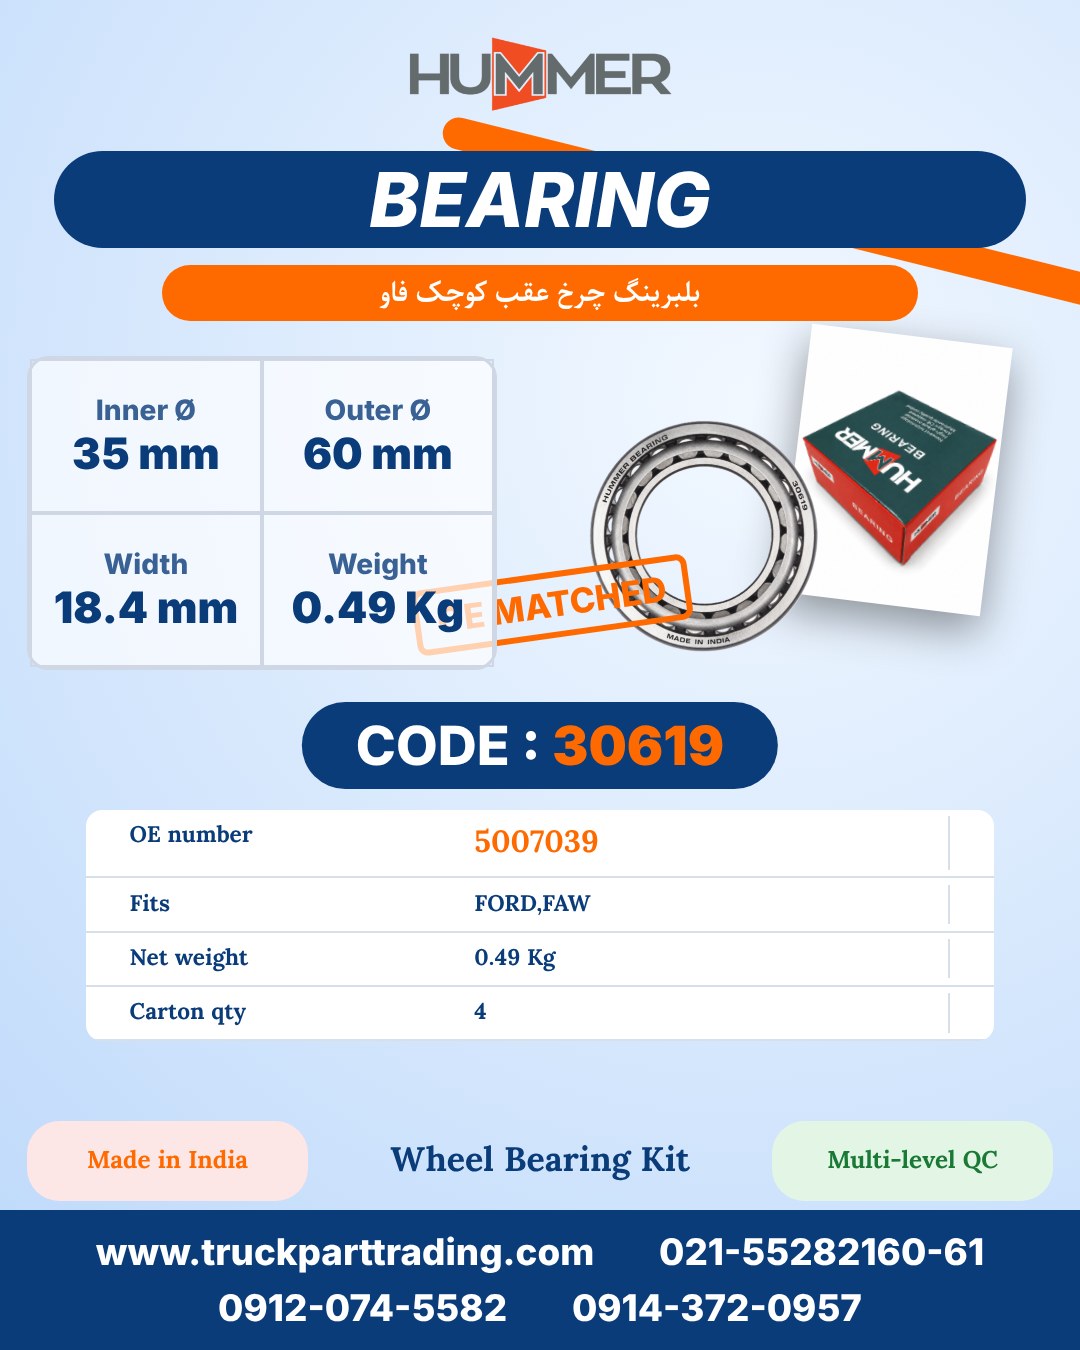 HUMMER
BEARING
بلبرینگ چرخ عقب کوچک فاو
Inner Ø
35 mm
Outer Ø
60 mm
Width
18.4 mm
Weight
0.49 Kg
OE MATCHED
HUMMER BEARING
30619
MADE IN INDIA
HUMMER
BEARING
BEARING
CODE : 30619
OE number 5007039
Fits FORD,FAW
Net weight 0.49 Kg
Carton qty 4
Made in India
Wheel Bearing Kit
Multi-level QC
www.truckparttrading.com 021-55282160-61
0912-074-5582 0914-372-0957